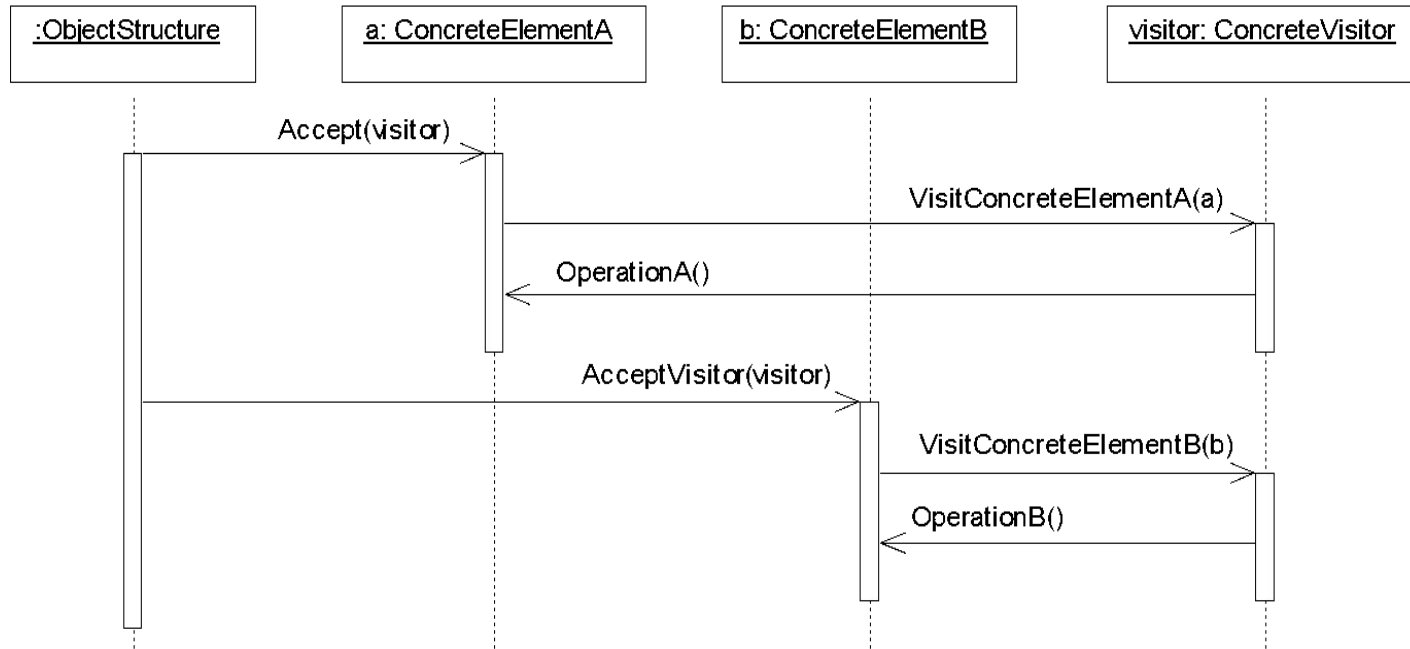 :ObjectStructure
a: ConcreteElementA
b: ConcreteElementB
visitor: ConcreteVisitor
Accept(visitor)
VisitConcreteElementA(a)
OperationA()
AcceptVisitor(visitor)
VisitConcreteElementB(b)
OperationB()